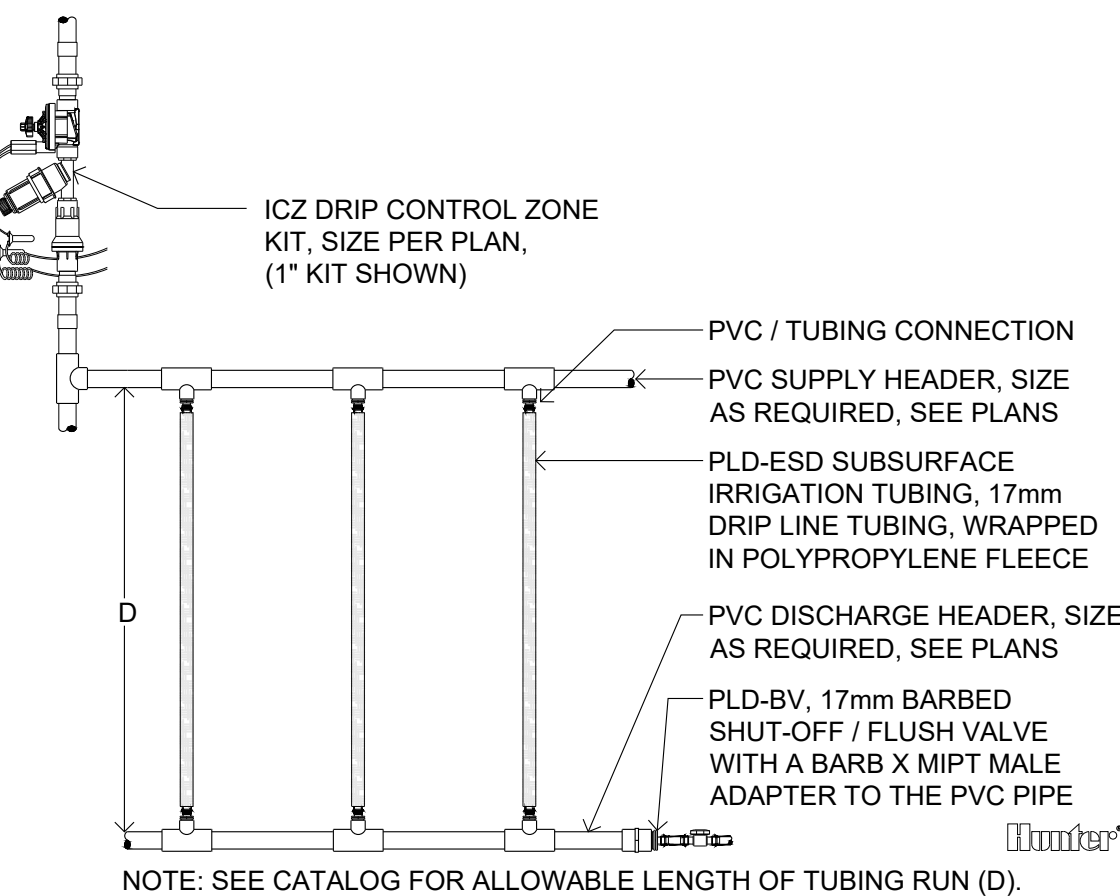 ICZ DRIP CONTROL ZONE
KIT, SIZE PER PLAN,
(1" KIT SHOWN)
PVC / TUBING CONNECTION
PVC SUPPLY HEADER, SIZE
AS REQUIRED, SEE PLANS
PLD-ESD SUBSURFACE
IRRIGATION TUBING, 17mm
DRIP LINE TUBING, WRAPPED
IN POLYPROPYLENE FLEECE
D
PVC DISCHARGE HEADER, SIZE
AS REQUIRED, SEE PLANS
PLD-BV, 17mm BARBED
SHUT-OFF / FLUSH VALVE
WITH A BARB X MIPT MALE
ADAPTER TO THE PVC PIPE
Hunter®
NOTE: SEE CATALOG FOR ALLOWABLE LENGTH OF TUBING RUN (D).